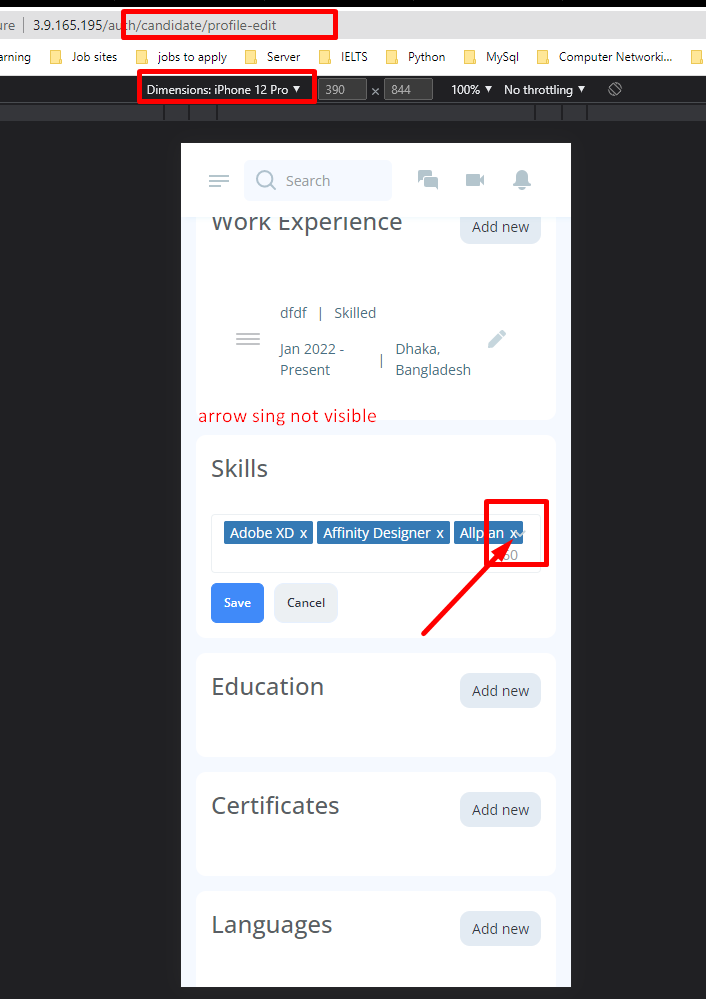 ure | 3.9.165.195/auth/candidate/profile-edit
arning Job sites jobs to apply Server IELTS Python MySql Computer Networki...
Dimensions: iPhone 12 Pro ▼ 390 × 844 100% ▼ No throttling ▼
Search
Work Experience Add new
dfdf | Skilled
Jan 2022 - Present | Dhaka, Bangladesh
arrow sing not visible
Skills
Adobe XD x Affinity Designer x Allplan x
Save Cancel
Education Add new
Certificates Add new
Languages Add new